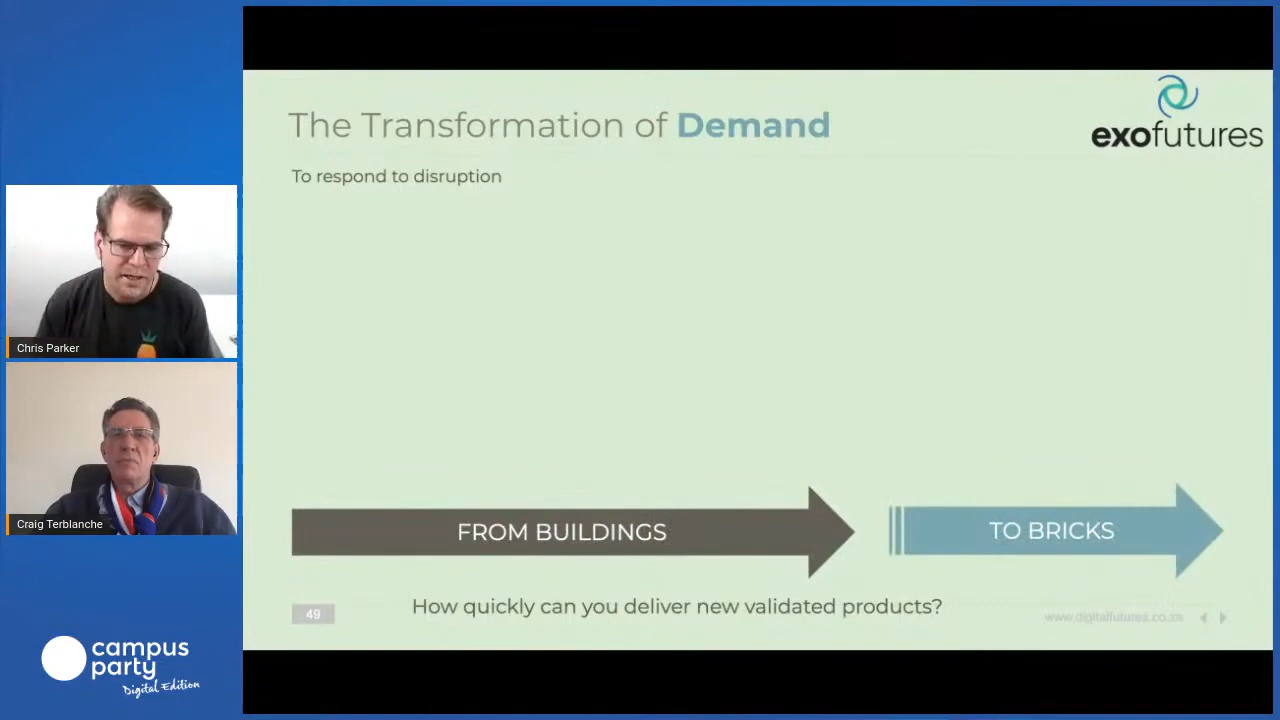 The Transformation of Demand
exofutures
To respond to disruption
Chris Parker
Craig Terblanche
FROM BUILDINGS
TO BRICKS
How quickly can you deliver new validated products?
49
www.digitalfutures.co.za
campus
party
Digital Edition